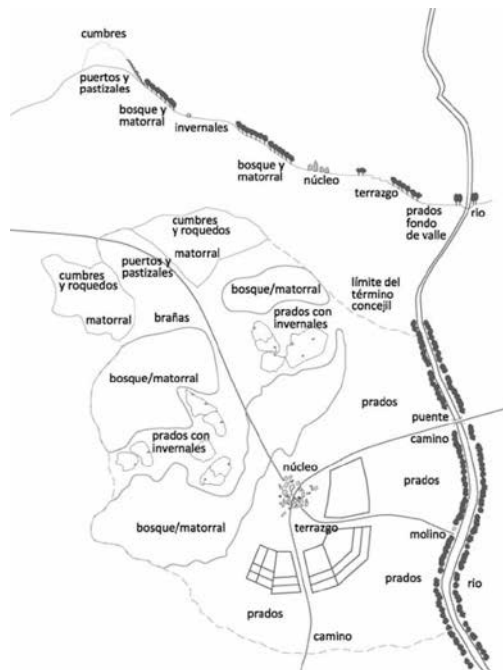 cumbres
puertos y
pastizales
bosque y
matorral
invernales
bosque y
matorral
núcleo
terrazgo
prados
fondo
de valle
río
cumbres
y roquedos
matorral
puertos y
pastizales
cumbres
y roquedos
matorral
brañas
bosque/matorral
prados con
invernales
límite del
término
concejil
bosque/matorral
prados
puente
camino
prados con
invernales
núcleo
prados
bosque/matorral
terrazgo
molino
prados
río
prados
camino